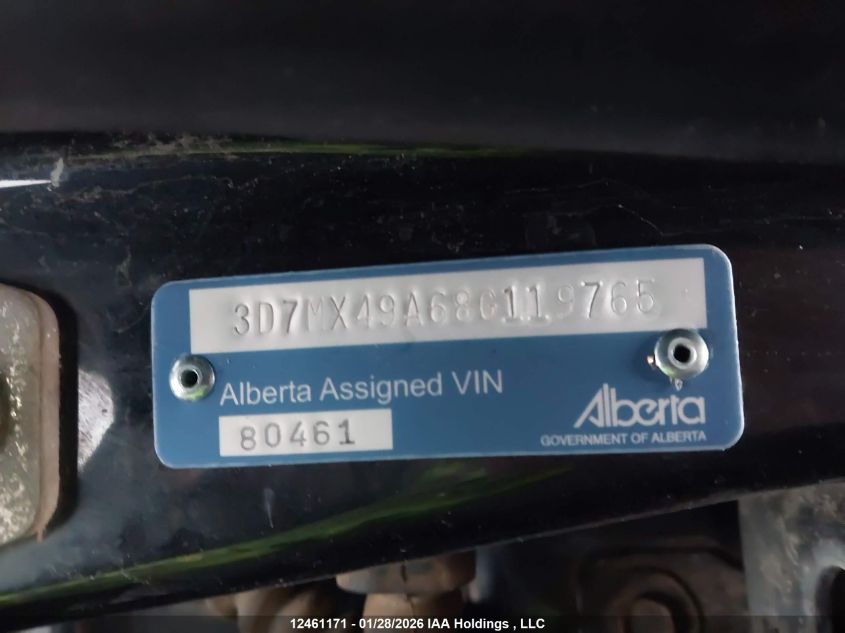 3D7MX49A68G119765
Alberta Assigned VIN
80461
Alberta
GOVERNMENT OF ALBERTA
12461171 - 01/28/2026 IAA Holdings , LLC